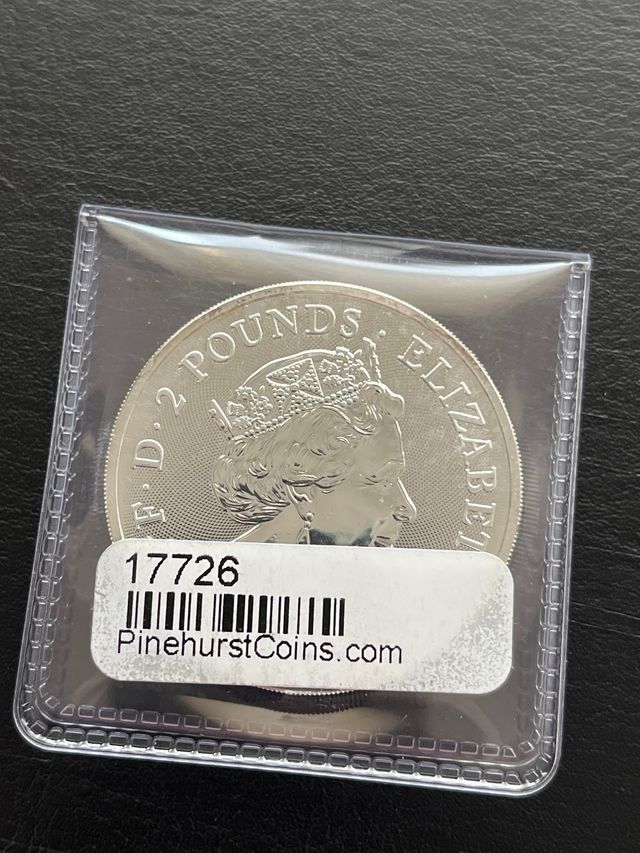 F · D · 2 POUNDS · ELIZABET
17726
PinehurstCoins.com